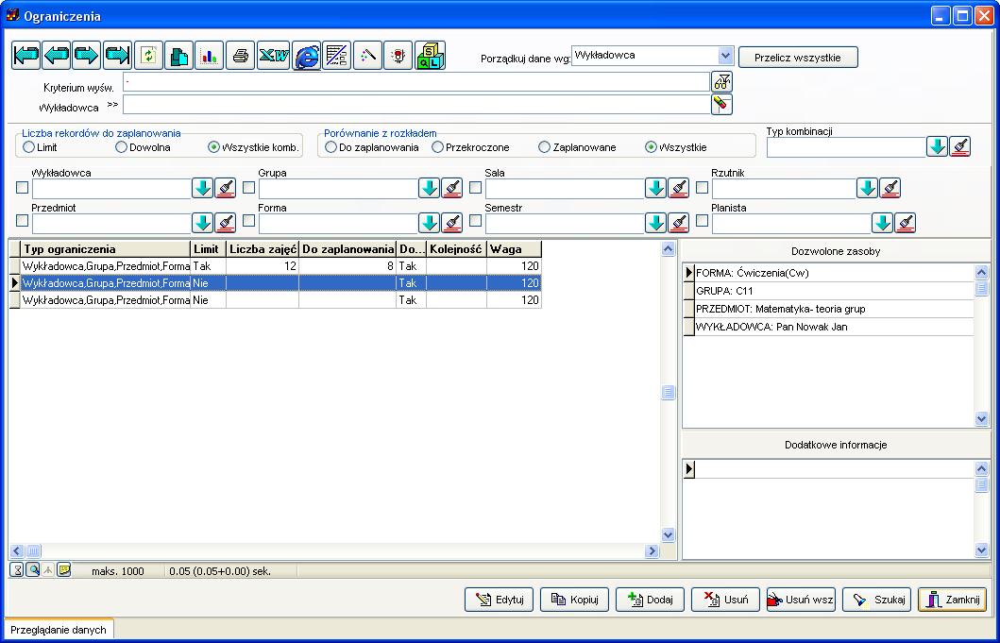 Ograniczenia
Porządkuj dane wg: Wykładowca Przelicz wszystkie
Kryterium wyśw.
Wykładowca >>
Liczba rekordów do zaplanowania Porównanie z rozkładem Typ kombinacji
Limit Dowolna Wszystkie komb. Do zaplanowania Przekroczone Zaplanowane Wszystkie
Wykładowca Grupa Sala Rzutnik
Przedmiot Forma Semestr Planista
Typ ograniczenia Limit Liczba zajęć Do zaplanowania Do... Kolejność Waga
Wykładowca,Grupa,Przedmiot,Forma Tak 12 8 Tak 120
Wykładowca,Grupa,Przedmiot,Forma Nie Tak 120
Wykładowca,Grupa,Przedmiot,Forma Nie Tak 120
Dozwolone zasoby
FORMA: Ćwiczenia(Cw)
GRUPA: C11
PRZEDMIOT: Matematyka- teoria grup
WYKŁADOWCA: Pan Nowak Jan
Dodatkowe informacje
maks. 1000 0.05 (0.05+0.00) sek.
Edytuj Kopiuj Dodaj Usuń Usuń wsz Szukaj Zamknij
Przeglądanie danych